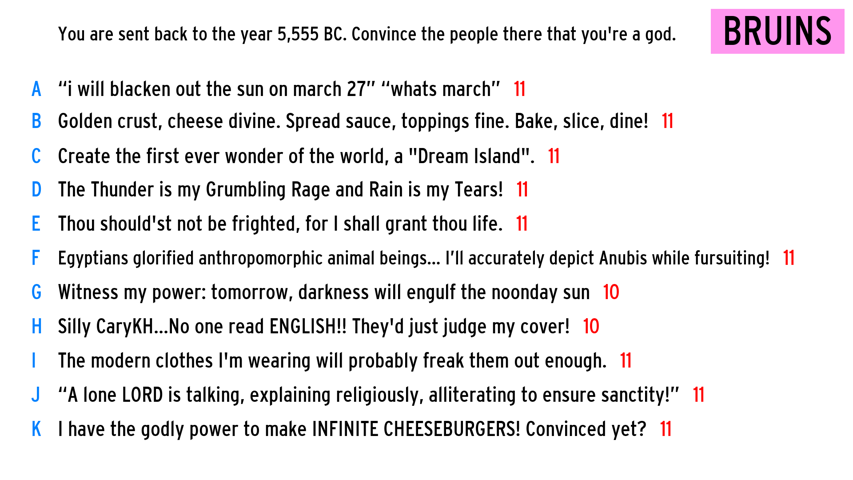 You are sent back to the year 5,555 BC. Convince the people there that you're a god.
BRUINS
A “i will blacken out the sun on march 27” “whats march” 11
B Golden crust, cheese divine. Spread sauce, toppings fine. Bake, slice, dine! 11
C Create the first ever wonder of the world, a "Dream Island". 11
D The Thunder is my Grumbling Rage and Rain is my Tears! 11
E Thou should'st not be frighted, for I shall grant thou life. 11
F Egyptians glorified anthropomorphic animal beings... I’ll accurately depict Anubis while fursuiting! 11
G Witness my power: tomorrow, darkness will engulf the noonday sun 10
H Silly CaryKH...No one read ENGLISH!! They'd just judge my cover! 10
I The modern clothes I'm wearing will probably freak them out enough. 11
J “A lone LORD is talking, explaining religiously, alliterating to ensure sanctity!” 11
K I have the godly power to make INFINITE CHEESEBURGERS! Convinced yet? 11